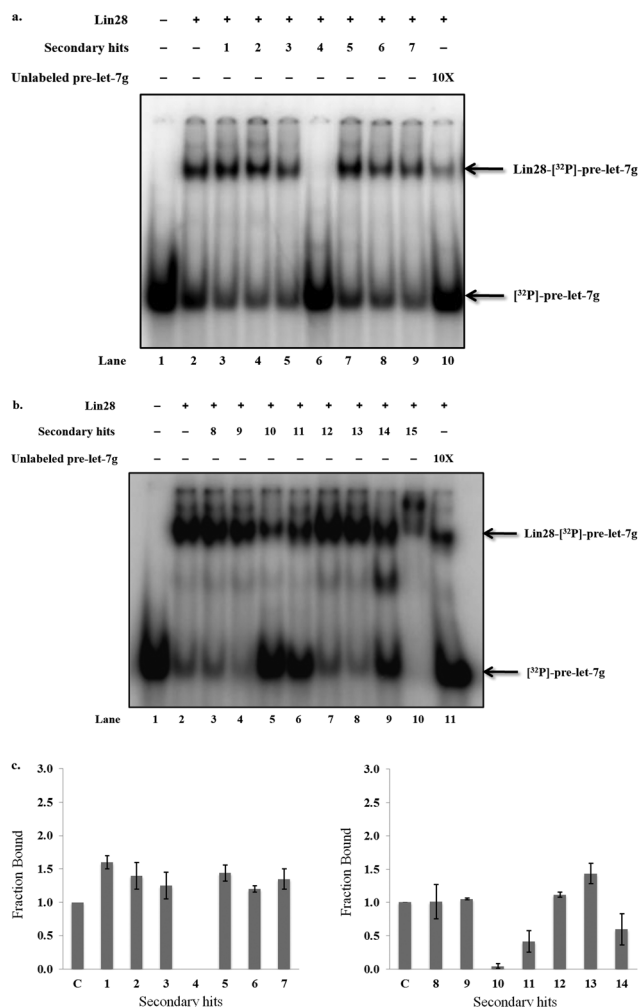 a.
Lin28 – + + + + + + + + +
Secondary hits – – 1 2 3 4 5 6 7 –
Unlabeled pre-let-7g – – – – – – – – – 10X
Lin28-[³²P]-pre-let-7g
[³²P]-pre-let-7g
Lane 1 2 3 4 5 6 7 8 9 10
b.
Lin28 – + + + + + + + + + +
Secondary hits – – 8 9 10 11 12 13 14 15 –
Unlabeled pre-let-7g – – – – – – – – – – 10X
Lin28-[³²P]-pre-let-7g
[³²P]-pre-let-7g
Lane 1 2 3 4 5 6 7 8 9 10 11
c.
Fraction Bound
3.0
2.5
2.0
1.5
1.0
0.5
0.0
C 1 2 3 4 5 6 7
Secondary hits
Fraction Bound
3.0
2.5
2.0
1.5
1.0
0.5
0.0
C 8 9 10 11 12 13 14
Secondary hits